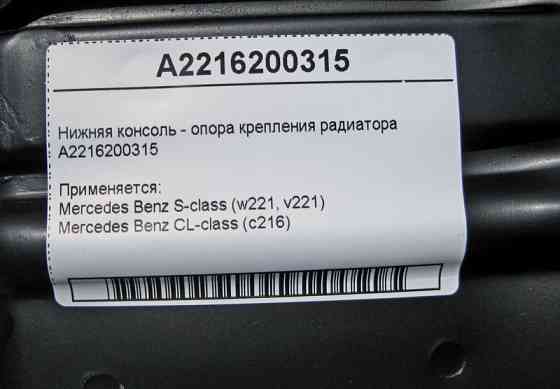 A2216200315
Нижняя консоль - опора крепления радиатора
A2216200315
Применяется:
Mercedes Benz S-class (w221, v221)
Mercedes Benz CL-class (c216)